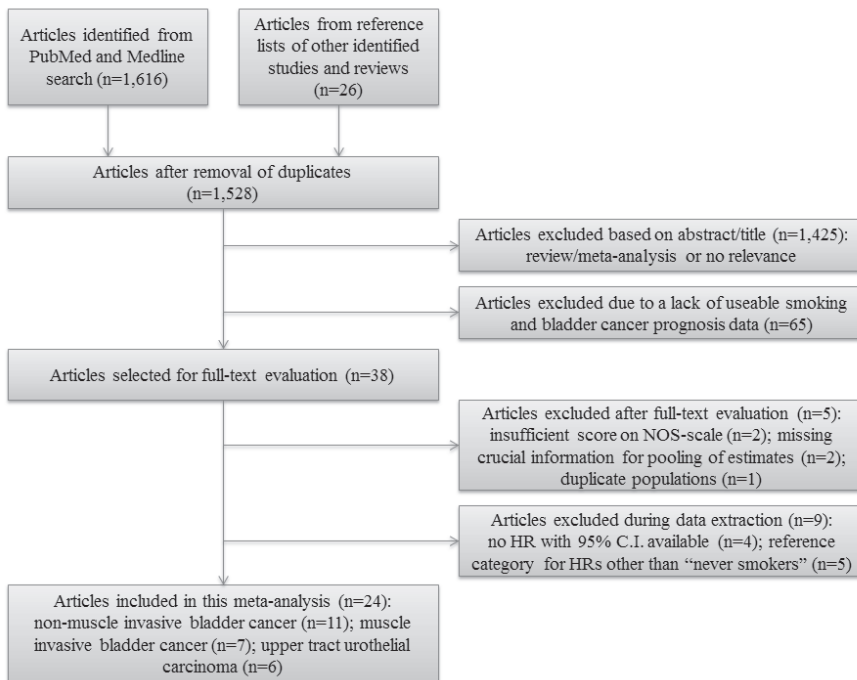 Articles identified from
PubMed and Medline
search (n=1,616)
Articles from reference
lists of other identified
studies and reviews
(n=26)
Articles after removal of duplicates
(n=1,528)
Articles excluded based on abstract/title (n=1,425):
review/meta-analysis or no relevance
Articles excluded due to a lack of useable smoking
and bladder cancer prognosis data (n=65)
Articles selected for full-text evaluation (n=38)
Articles excluded after full-text evaluation (n=5):
insufficient score on NOS-scale (n=2); missing
crucial information for pooling of estimates (n=2);
duplicate populations (n=1)
Articles excluded during data extraction (n=9):
no HR with 95% C.I. available (n=4); reference
category for HRs other than “never smokers” (n=5)
Articles included in this meta-analysis (n=24):
non-muscle invasive bladder cancer (n=11); muscle
invasive bladder cancer (n=7); upper tract urothelial
carcinoma (n=6)